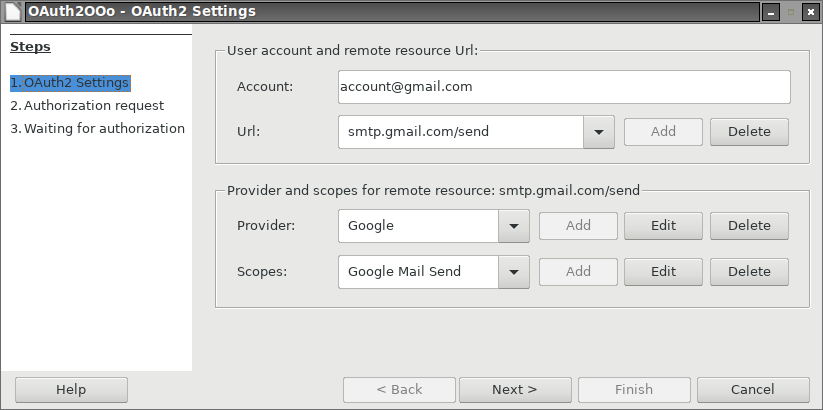 OAuth2OOo - OAuth2 Settings
Steps
1. OAuth2 Settings
2. Authorization request
3. Waiting for authorization
User account and remote resource Url:
Account: account@gmail.com
Url: smtp.gmail.com/send Add Delete
Provider and scopes for remote resource: smtp.gmail.com/send
Provider: Google Add Edit Delete
Scopes: Google Mail Send Add Edit Delete
Help < Back Next > Finish Cancel